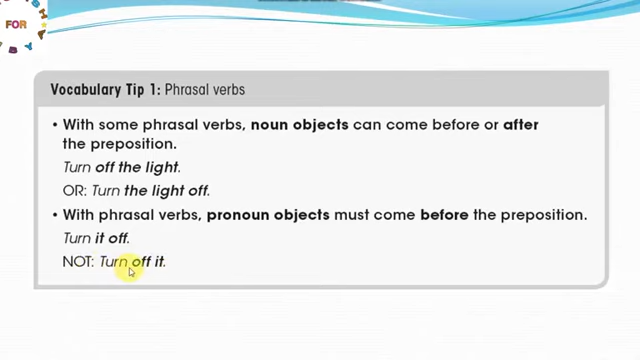 FOR
Vocabulary Tip 1: Phrasal verbs
• With some phrasal verbs, noun objects can come before or after
the preposition.
Turn off the light.
OR: Turn the light off.
• With phrasal verbs, pronoun objects must come before the preposition.
Turn it off.
NOT: Turn off it.